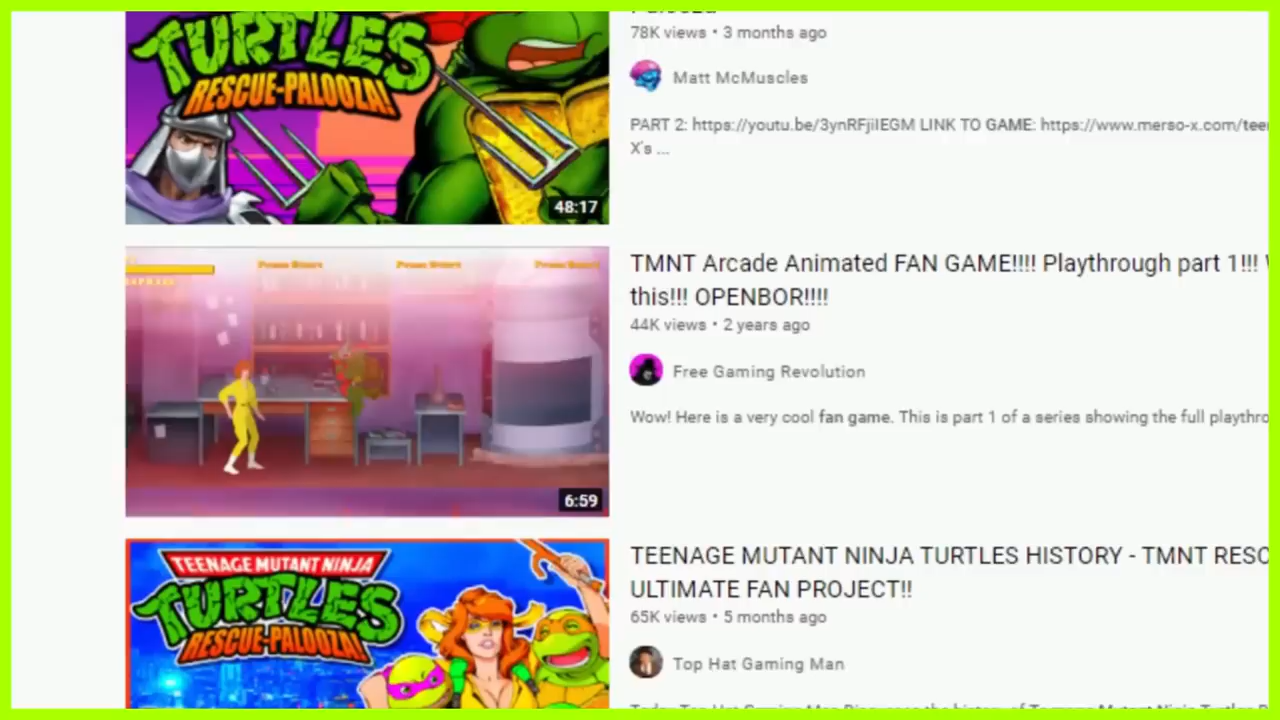 TURTLES
RESCUE-PALOOZA!
48:17
78K views • 3 months ago
Matt McMuscles
PART 2: https://youtu.be/3ynRFjiIEGM LINK TO GAME: https://www.merso-x.com/tee
X's ...
6:59
TMNT Arcade Animated FAN GAME!!!! Playthrough part 1!!!
this!!! OPENBOR!!!!
44K views • 2 years ago
Free Gaming Revolution
Wow! Here is a very cool fan game. This is part 1 of a series showing the full playthro
TEENAGE MUTANT NINJA
TURTLES
RESCUE-PALOOZA!
TEENAGE MUTANT NINJA TURTLES HISTORY - TMNT RESC
ULTIMATE FAN PROJECT!!
65K views • 5 months ago
Top Hat Gaming Man